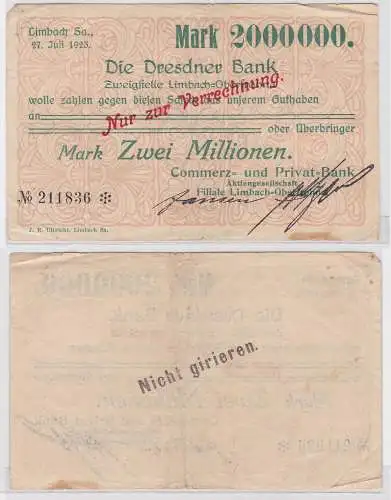 Limbach Sa.,
27. Juli 1923.
Mark 2000000.
Die Dresdner Bank
Zweigstelle Limbach-Oberfrohna
wolle zahlen gegen diesen Scheck aus unserem Guthaben
Nur zur Verrechnung.
an
oder Überbringer
Mark Zwei Millionen.
Commerz- und Privat-Bank
Aktiengesellschaft
Filiale Limbach-Oberfrohna
№ 211836 ✻
Limbach Sa.
Nicht girieren.